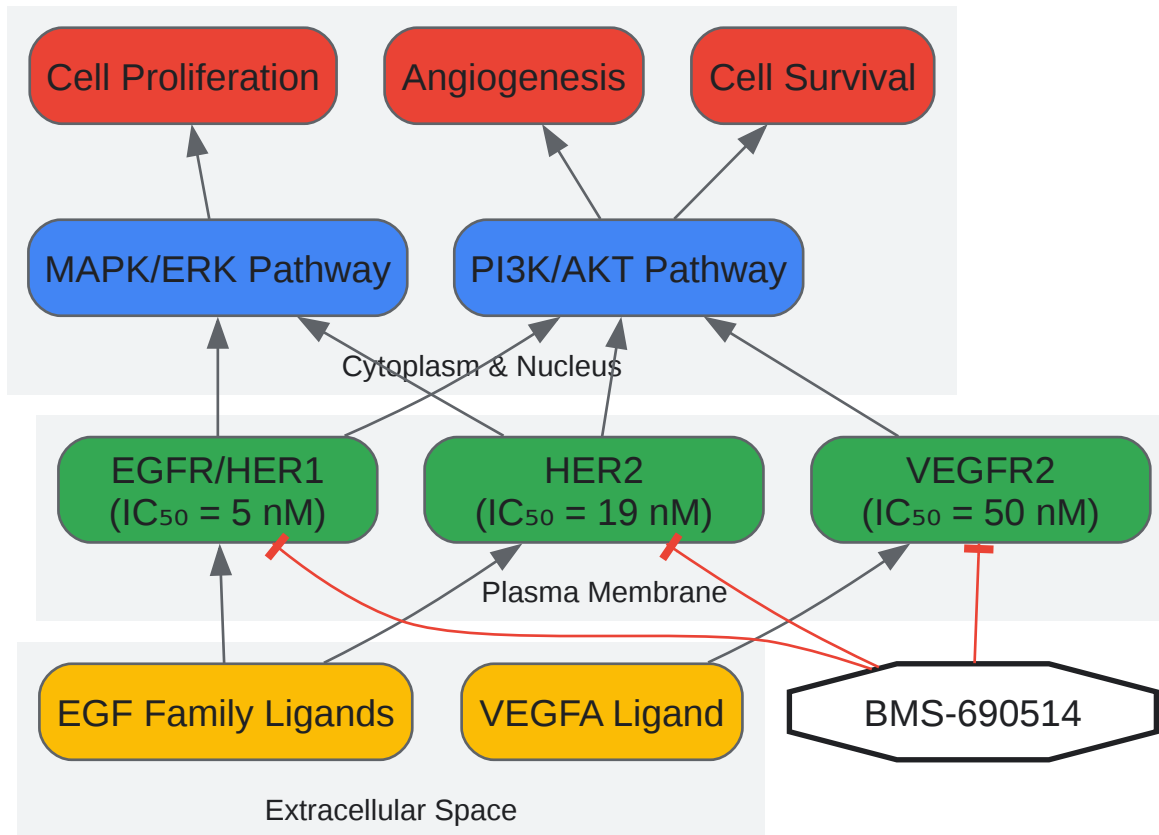 Cell Proliferation
Angiogenesis
Cell Survival
MAPK/ERK Pathway
PI3K/AKT Pathway
Cytoplasm & Nucleus
EGFR/HER1
(IC₅₀ = 5 nM)
HER2
(IC₅₀ = 19 nM)
VEGFR2
(IC₅₀ = 50 nM)
Plasma Membrane
EGF Family Ligands
VEGFA Ligand
BMS-690514
Extracellular Space